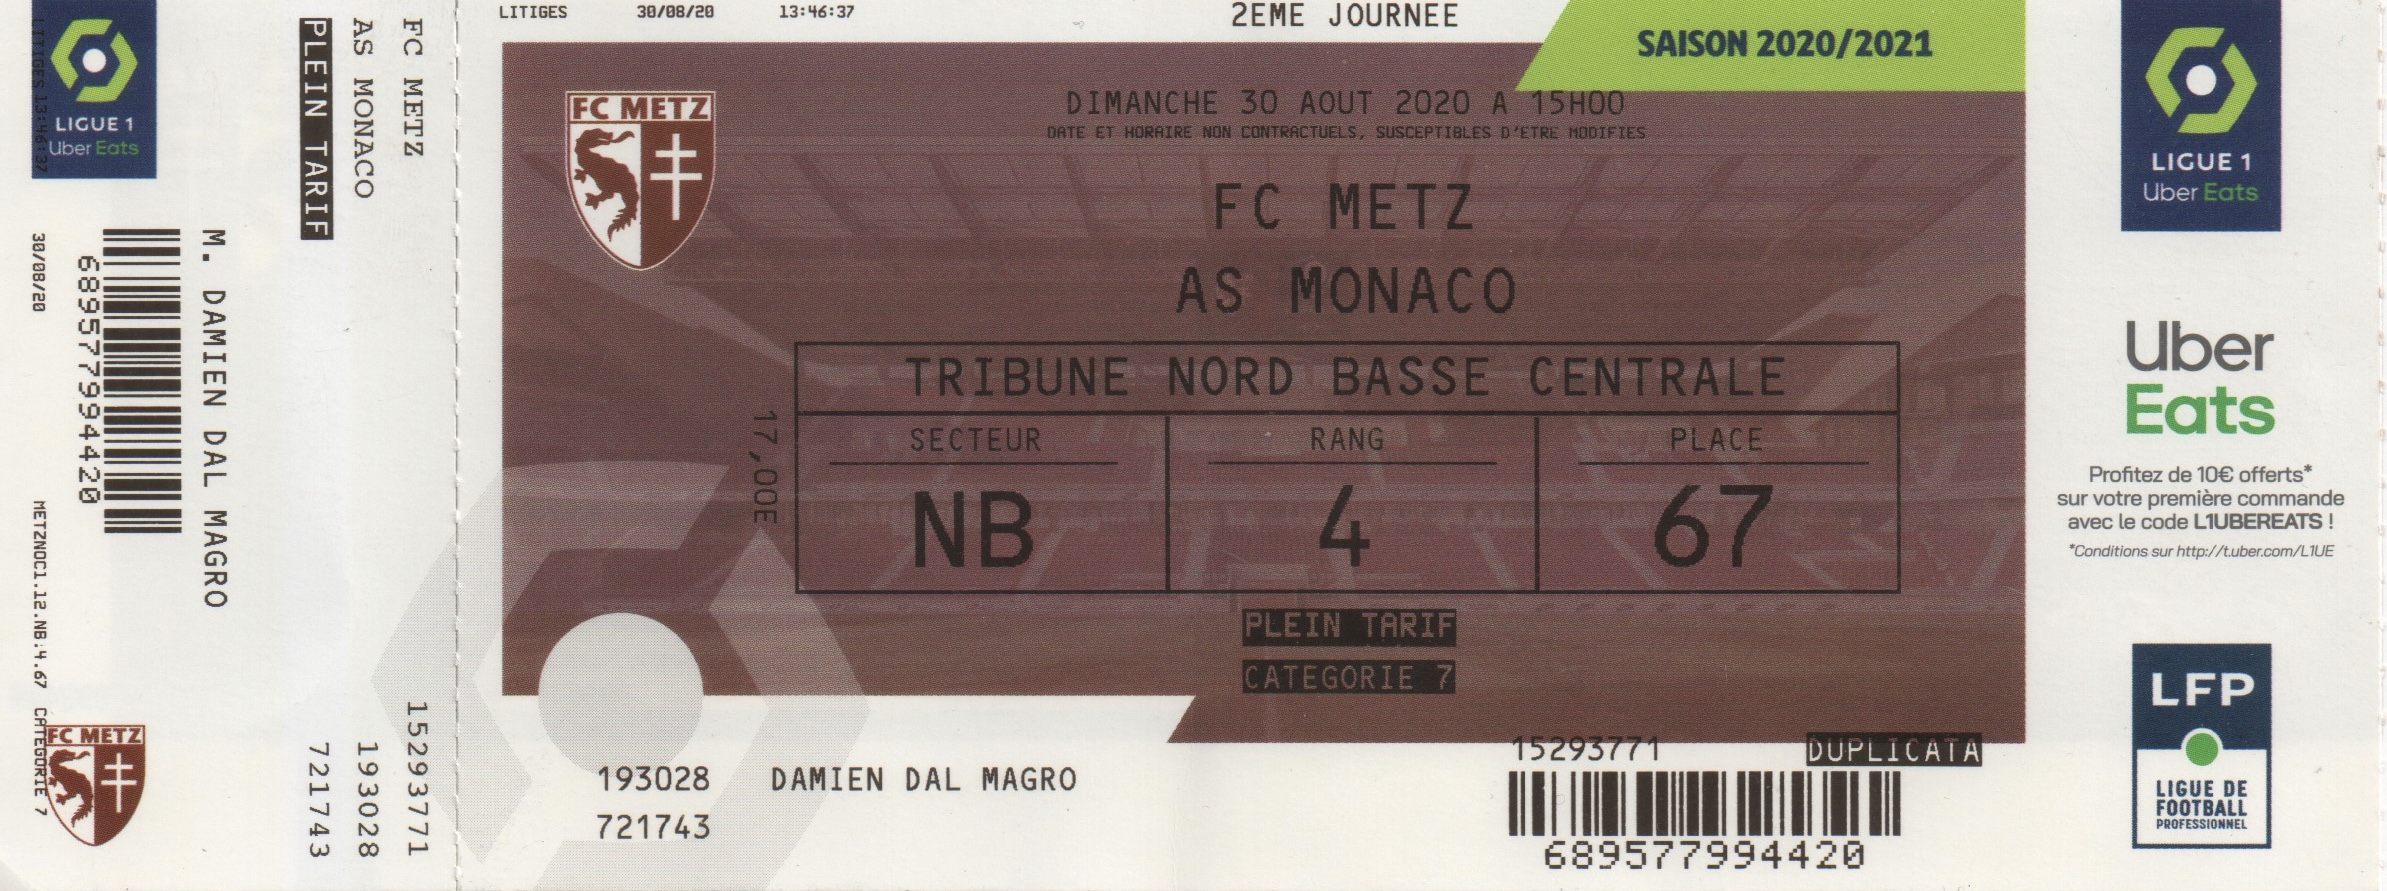 LIGUE 1
Uber Eats
LITIGES 13:46:37
30/08/20
METZNOC1.12.NB.4.67 CATEGORIE 7
689577994420
M. DAMIEN DAL MAGRO
PLEIN TARIF
AS MONACO
FC METZ
FC METZ
721743
193028
15293771
LITIGES 30/08/20 13:46:37
2EME JOURNEE
SAISON 2020/2021
FC METZ
DIMANCHE 30 AOUT 2020 A 15H00
DATE ET HORAIRE NON CONTRACTUELS, SUSCEPTIBLES D'ETRE MODIFIES
FC METZ
AS MONACO
17,00E
TRIBUNE NORD BASSE CENTRALE
SECTEUR RANG PLACE
NB 4 67
PLEIN TARIF
CATEGORIE 7
193028 DAMIEN DAL MAGRO
721743
15293771 DUPLICATA
689577994420
LIGUE 1
Uber Eats
Uber
Eats
Profitez de 10€ offerts*
sur votre première commande
avec le code L1UBEREATS !
*Conditions sur http://t.uber.com/L1UE
LFP
LIGUE DE
FOOTBALL
PROFESSIONNEL